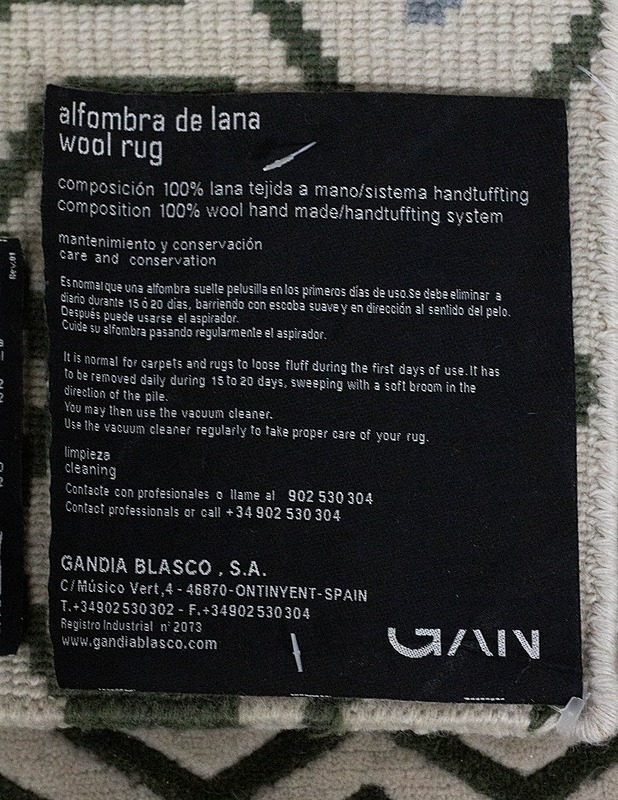 alfombra de lana
wool rug
composición 100% lana tejida a mano/sistema handtuffting
composition 100% wool hand made/handtuffting system
mantenimiento y conservación
care and conservation
Es normal que una alfombra suelte pelusilla en los primeros días de uso.Se debe eliminar a
diario durante 15 ó 20 días, barriendo con escoba suave y en dirección al sentido del pelo.
Después puede usarse el aspirador.
Cuide su alfombra pasando regularmente el aspirador.
It is normal for carpets and rugs to loose fluff during the first days of use. It has
to be removed daily during 15 to 20 days, sweeping with a soft broom in the
direction of the pile.
You may then use the vacuum cleaner.
Use the vacuum cleaner regularly to take proper care of your rug.
limpieza
cleaning
Contacte con profesionales o llame al 902 530 304
Contact professionals or call +34 902 530 304
GANDIA BLASCO , S.A.
C/Músico Vert,4 - 46870-ONTINYENT-SPAIN
T.+34902530302 - F.+34902530304
Registro Industrial nº 2073
www.gandiablasco.com
GAN
Rev.01